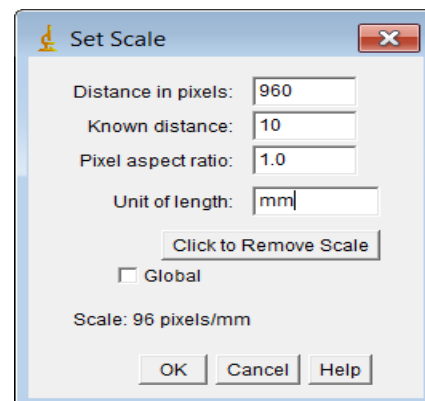 Set Scale
Distance in pixels: 960
Known distance: 10
Pixel aspect ratio: 1.0
Unit of length: mm
Click to Remove Scale
Global
Scale: 96 pixels/mm
OK Cancel Help